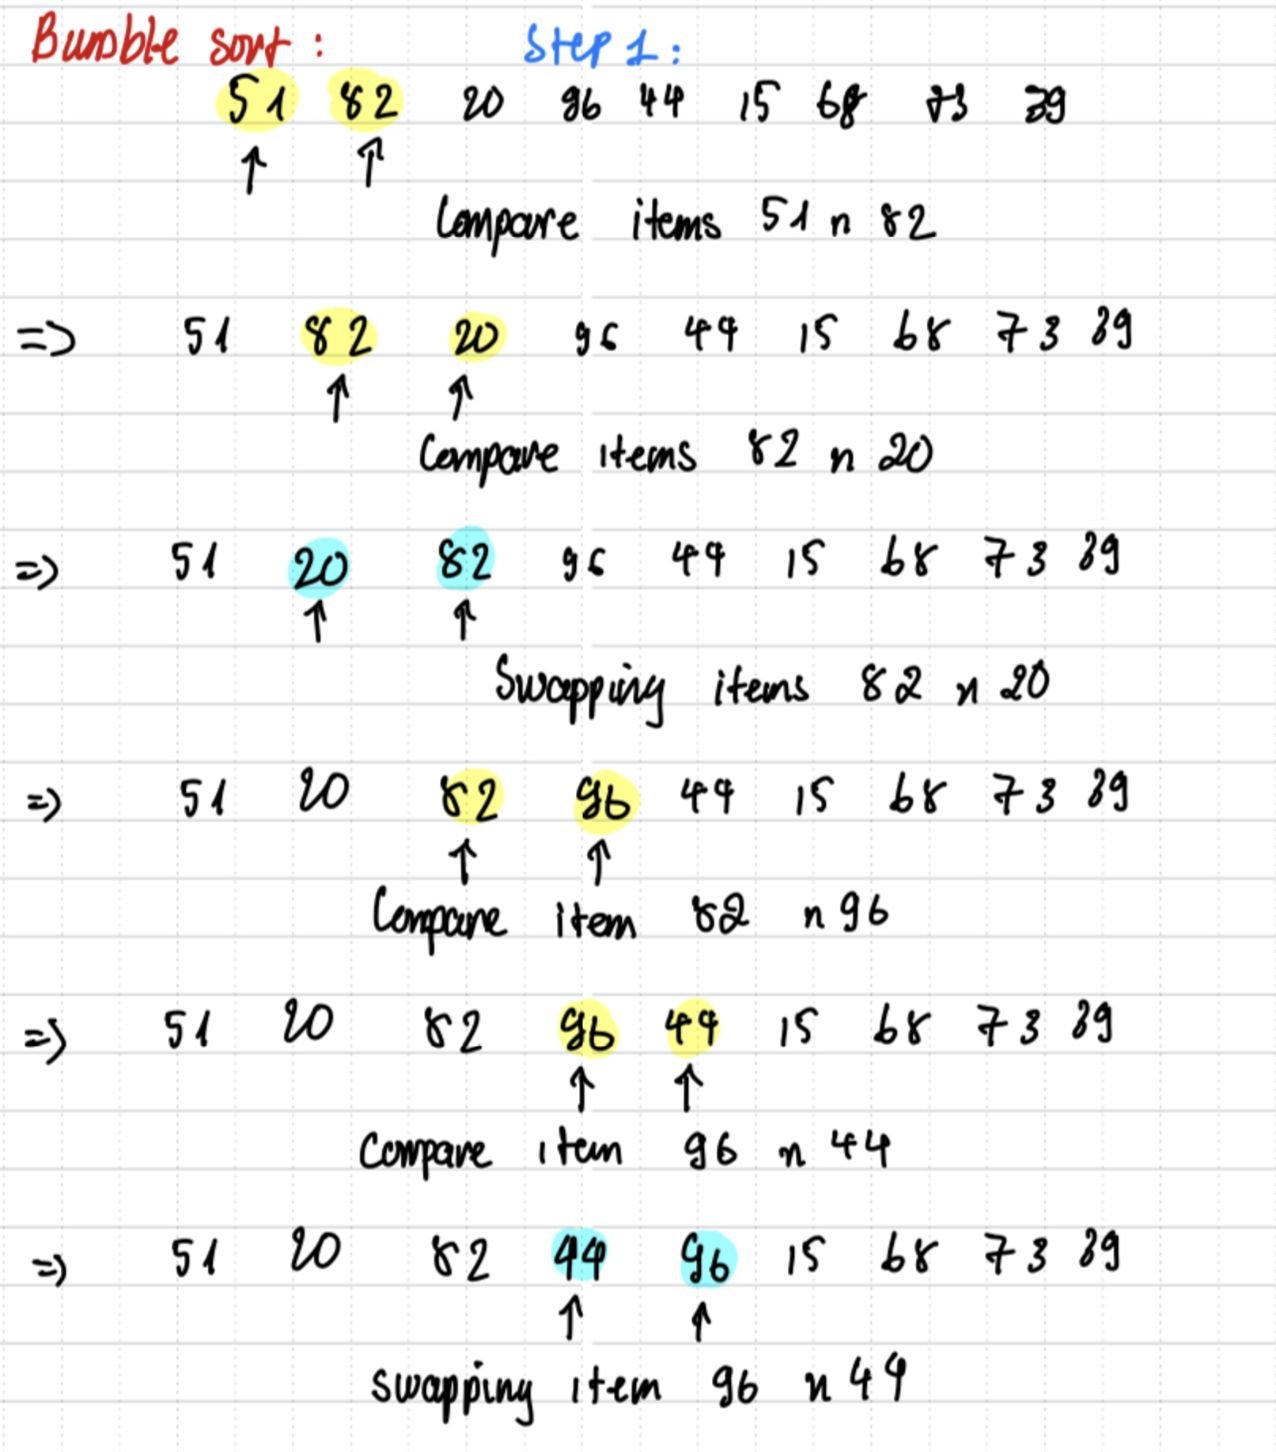 Bubble sort : Step 1 :
51 82 20 96 44 15 68 73 39
↑ ↑
Compare items 51 n 82
=> 51 82 20 96 44 15 68 73 39
↑ ↑
Compare items 82 n 20
=> 51 20 82 96 44 15 68 73 39
↑ ↑
Swapping items 82 n 20
=> 51 20 82 96 44 15 68 73 39
↑ ↑
Compare item 82 n 96
=> 51 20 82 96 44 15 68 73 39
↑ ↑
Compare item 96 n 44
=> 51 20 82 44 96 15 68 73 39
↑ ↑
swapping item 96 n 44